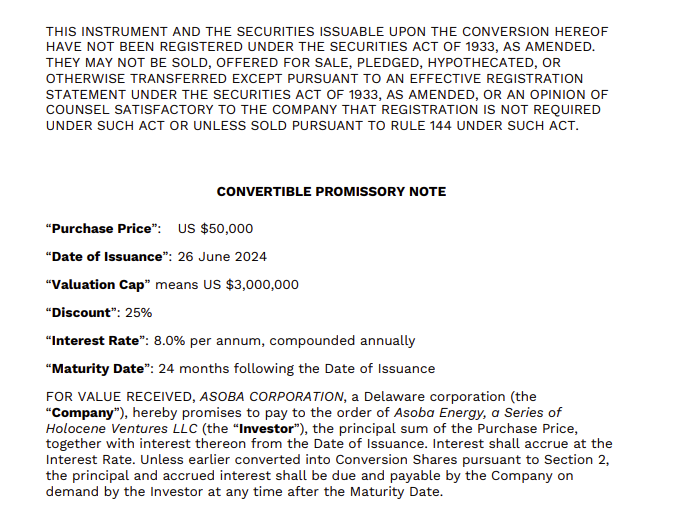 THIS INSTRUMENT AND THE SECURITIES ISSUABLE UPON THE CONVERSION HEREOF
HAVE NOT BEEN REGISTERED UNDER THE SECURITIES ACT OF 1933, AS AMENDED.
THEY MAY NOT BE SOLD, OFFERED FOR SALE, PLEDGED, HYPOTHECATED, OR
OTHERWISE TRANSFERRED EXCEPT PURSUANT TO AN EFFECTIVE REGISTRATION
STATEMENT UNDER THE SECURITIES ACT OF 1933, AS AMENDED, OR AN OPINION OF
COUNSEL SATISFACTORY TO THE COMPANY THAT REGISTRATION IS NOT REQUIRED
UNDER SUCH ACT OR UNLESS SOLD PURSUANT TO RULE 144 UNDER SUCH ACT.
CONVERTIBLE PROMISSORY NOTE
“Purchase Price”: US $50,000
“Date of Issuance”: 26 June 2024
“Valuation Cap” means US $3,000,000
“Discount”: 25%
“Interest Rate”: 8.0% per annum, compounded annually
“Maturity Date”: 24 months following the Date of Issuance
FOR VALUE RECEIVED, ASOBA CORPORATION, a Delaware corporation (the
“Company”), hereby promises to pay to the order of Asoba Energy, a Series of
Holocene Ventures LLC (the “Investor”), the principal sum of the Purchase Price,
together with interest thereon from the Date of Issuance. Interest shall accrue at the
Interest Rate. Unless earlier converted into Conversion Shares pursuant to Section 2,
the principal and accrued interest shall be due and payable by the Company on
demand by the Investor at any time after the Maturity Date.